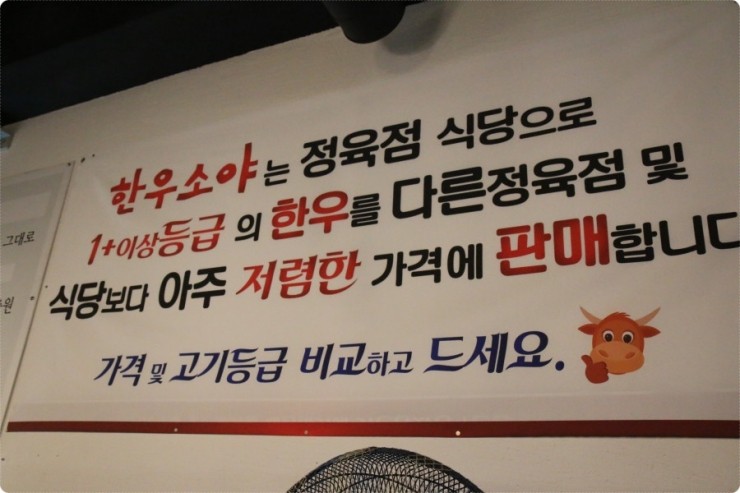 한우소야는 정육점 식당으로
1+이상등급의 한우를 다른정육점 및
식당보다 아주 저렴한 가격에 판매합니다
가격 및 고기등급 비교하고 드세요.
그대로